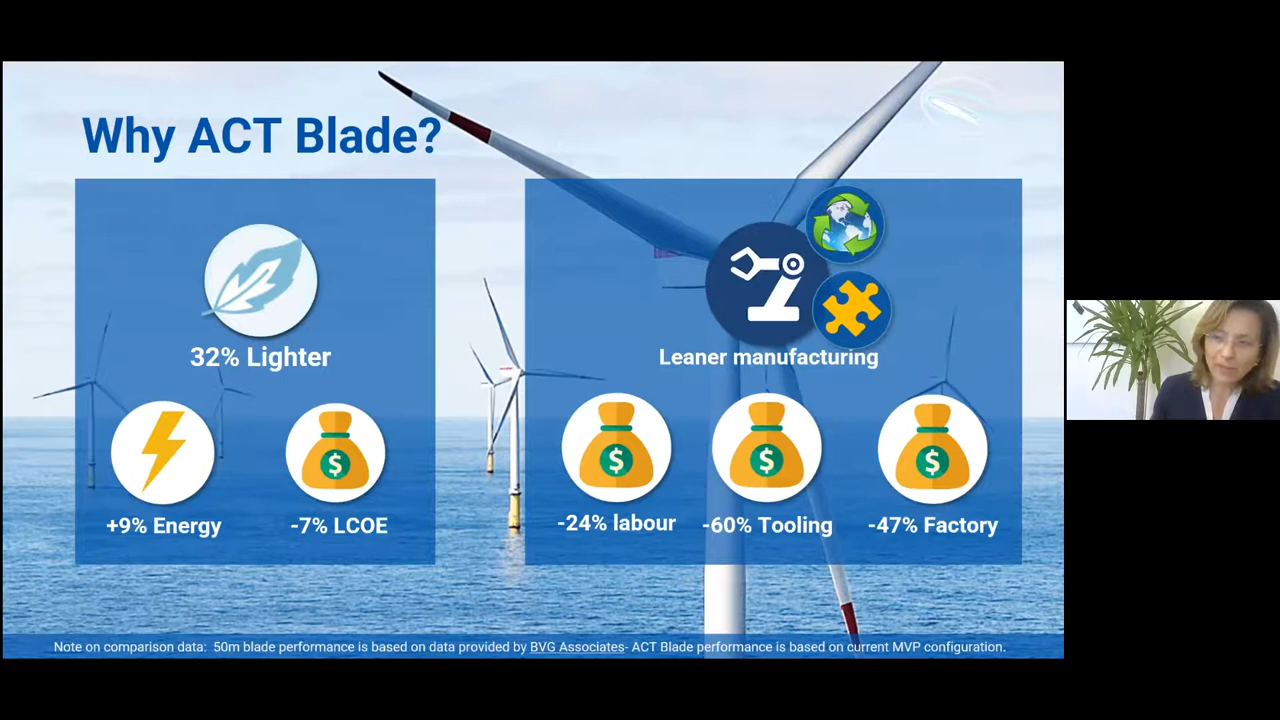 Why ACT Blade?
32% Lighter
+9% Energy
-7% LCOE
Leaner manufacturing
-24% labour
-60% Tooling
-47% Factory
Note on comparison data: 50m blade performance is based on data provided by BVG Associates- ACT Blade performance is based on current MVP configuration.